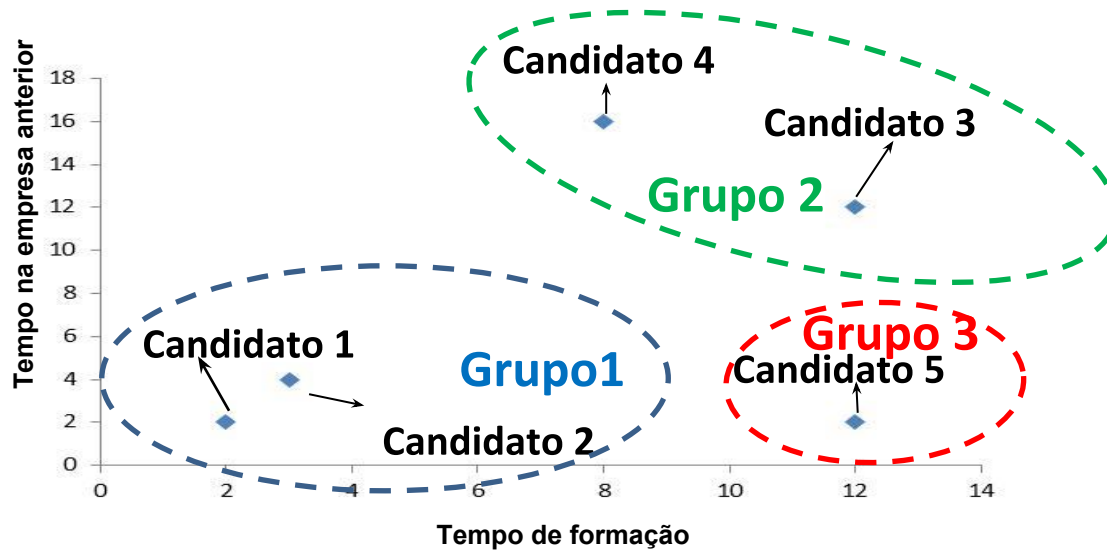 Tempo na empresa anterior
Candidato 4
18
16
Candidato 3
14
Grupo 2
12
10
8
6
Candidato 1
Grupo 3
Grupo1
Candidato 5
4
2
Candidato 2
0
0 2 4 6 8 10 12 14
Tempo de formação